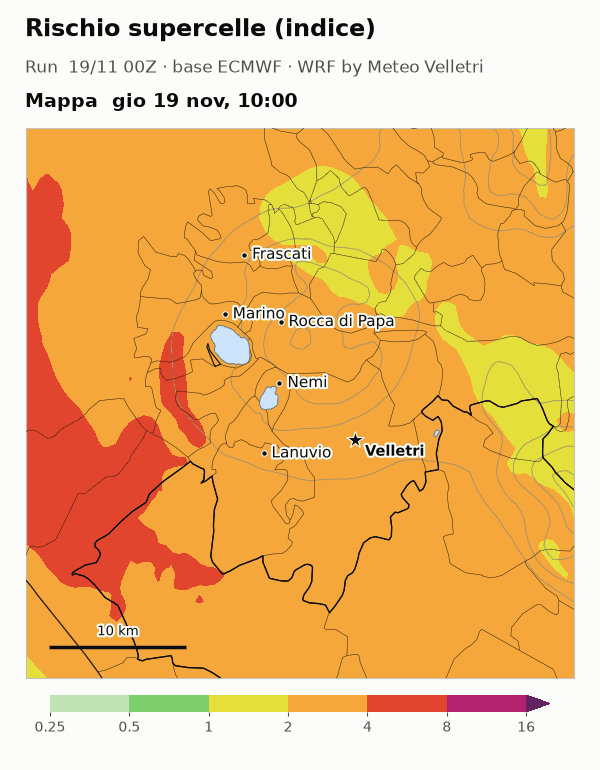 Rischio supercelle (indice)
Run  19/11 00Z · base ECMWF · WRF by Meteo Velletri
Mappa  gio 19 nov, 10:00
Frascati
Marino
Rocca di Papa
Nemi
Velletri
Lanuvio
10 km
0.25 0.5 1 2 4 8 16